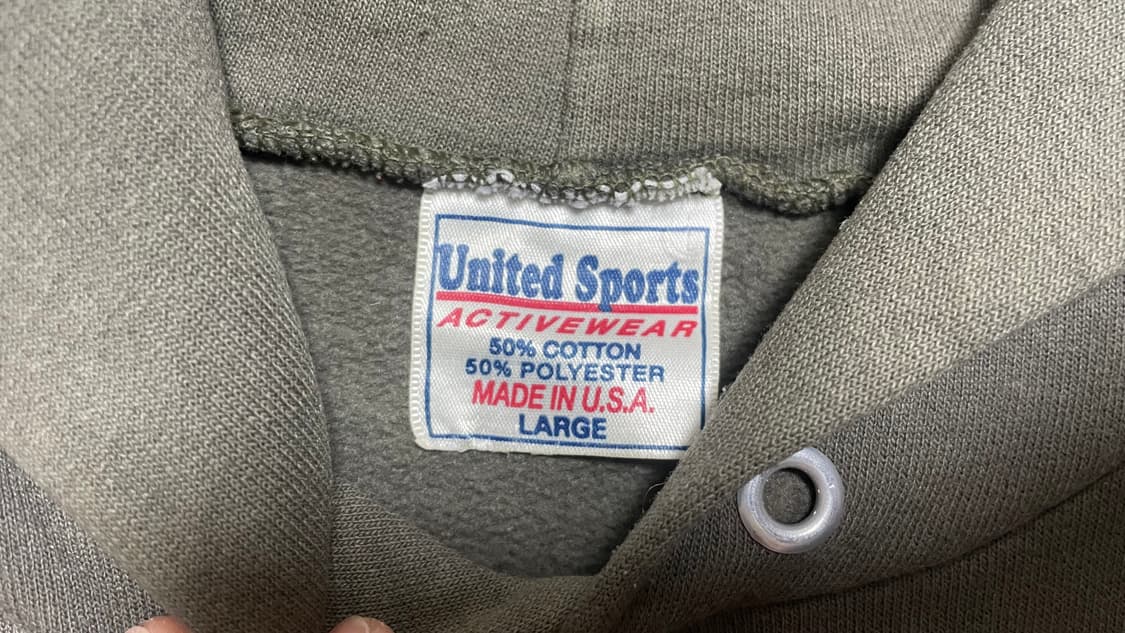 United Sports
ACTIVEWEAR
50% COTTON
50% POLYESTER
MADE IN U.S.A.
LARGE